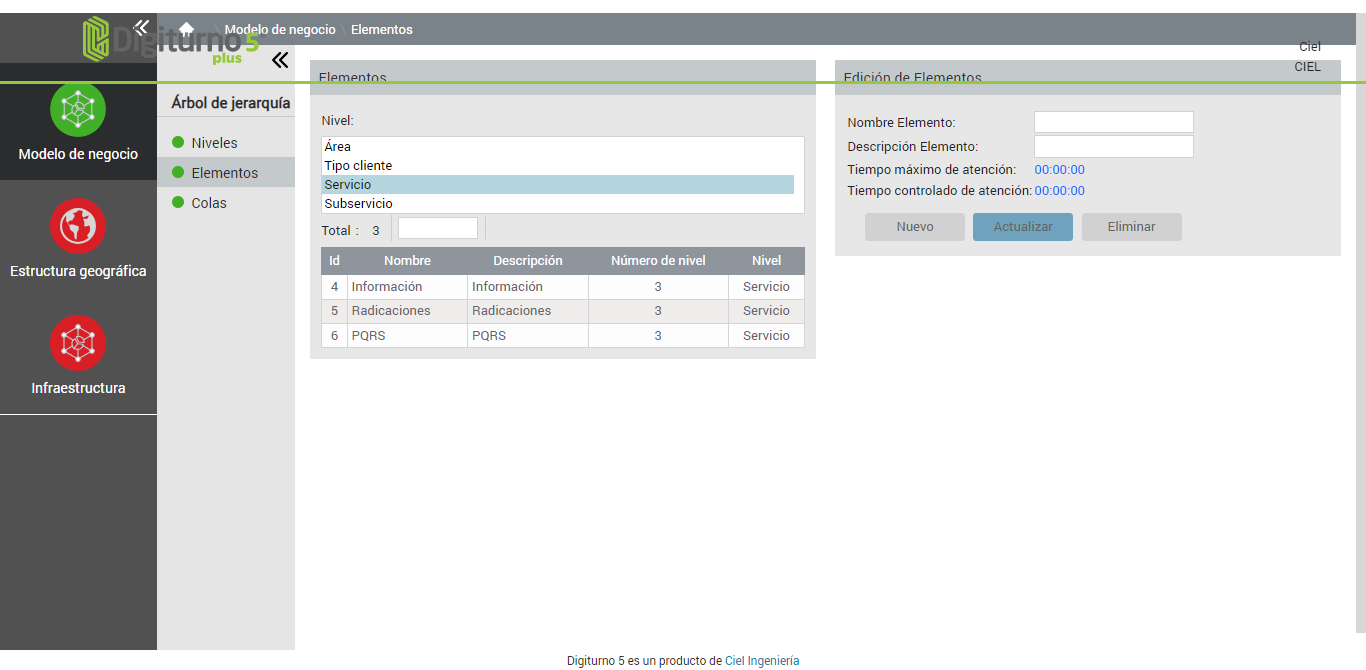 Digiturno 5
plus
Modelo de negocio
Elementos
Ciel
CIEL
Modelo de negocio
Estructura geográfica
Infraestructura
Árbol de jerarquía
Niveles
Elementos
Colas
Elementos
Nivel:
Área
Tipo cliente
Servicio
Subservicio
Total : 3
Id Nombre Descripción Número de nivel Nivel
4 Información Información 3 Servicio
5 Radicaciones Radicaciones 3 Servicio
6 PQRS PQRS 3 Servicio
Edición de Elementos
Nombre Elemento:
Descripción Elemento:
Tiempo máximo de atención: 00:00:00
Tiempo controlado de atención: 00:00:00
Nuevo Actualizar Eliminar
Digiturno 5 es un producto de Ciel Ingeniería